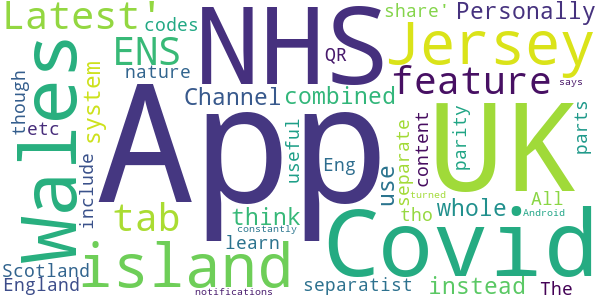 Latest'
codes
share'
Personally
ENS
NHS
QR
Jersey
though
nature
feature
says
Wales
system
Channel
combined
etc
App
UK
useful
Eng
use
separate
content
parity
parts
include
tab
think
tho
whole
All
turned
Android
learn
constantly
Covid
island
Scotland
England
separatist
instead
The
notifications